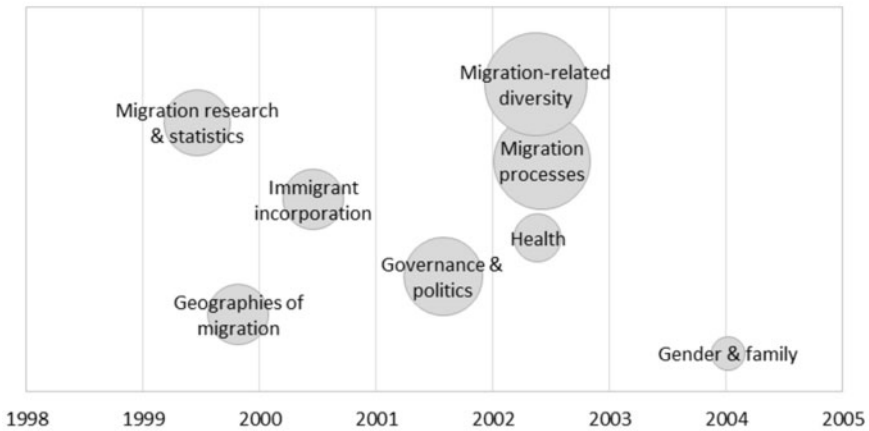 Migration-related
diversity
Migration research
& statistics
Migration
processes
Immigrant
incorporation
Health
Governance &
politics
Geographies of
migration
Gender & family
1998 1999 2000 2001 2002 2003 2004 2005